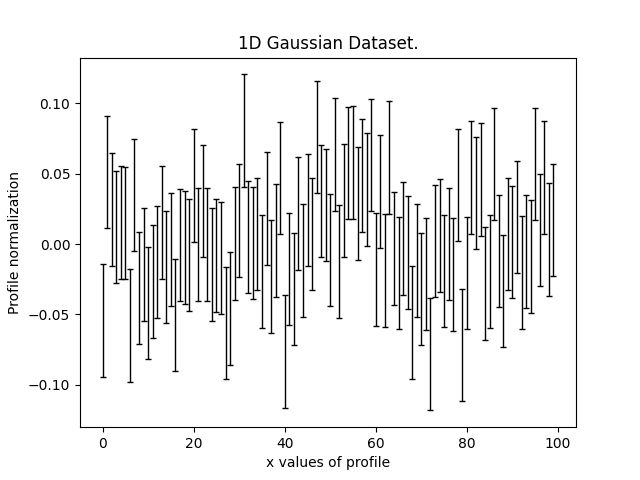 1D Gaussian Dataset.
Profile normalization
0.10
0.05
0.00
−0.05
−0.10
0 20 40 60 80 100
x values of profile